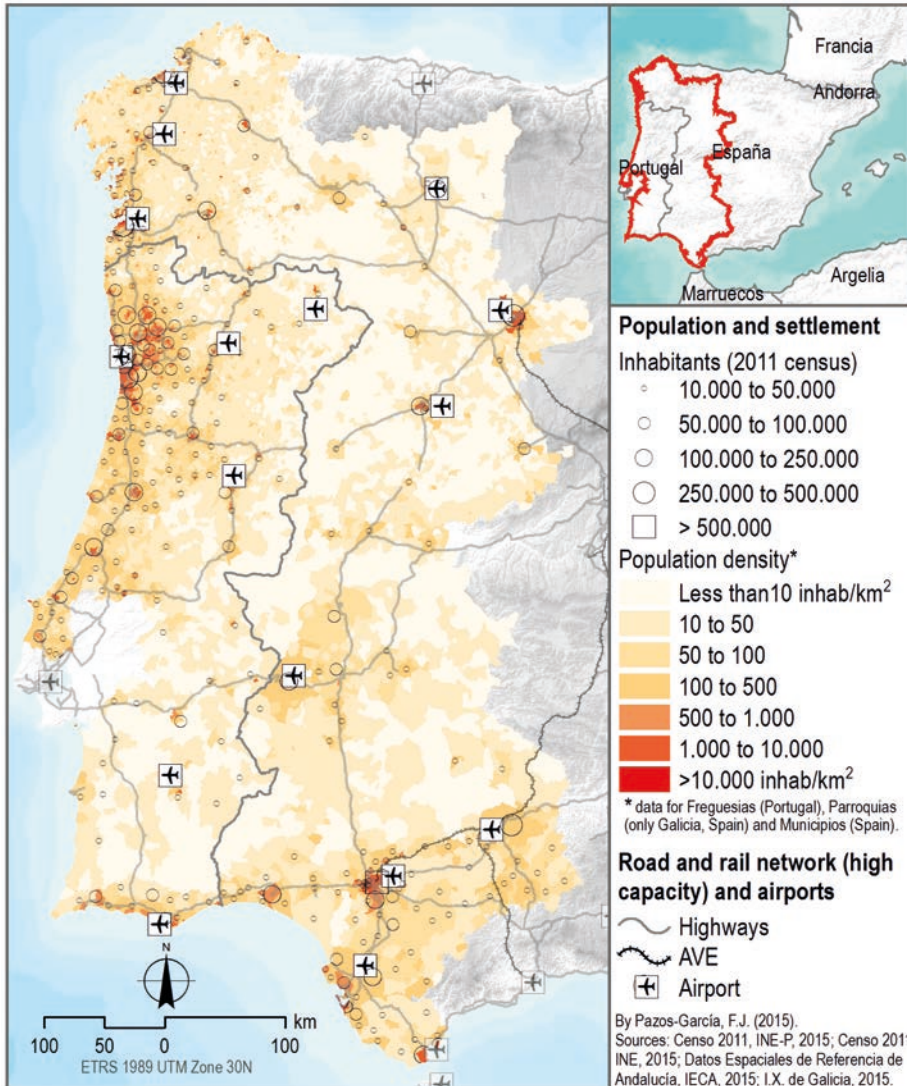 Francia
Andorra
Portugal
España
Argelia
Marruecos
Population and settlement
Inhabitants (2011 census)
10.000 to 50.000
50.000 to 100.000
100.000 to 250.000
250.000 to 500.000
> 500.000
Population density*
Less than10 inhab/km²
10 to 50
50 to 100
100 to 500
500 to 1.000
1.000 to 10.000
>10.000 inhab/km²
* data for Freguesias (Portugal), Parroquias
(only Galicia, Spain) and Municipios (Spain).
Road and rail network (high
capacity) and airports
Highways
AVE
Airport
By Pazos-García, F.J. (2015).
Sources: Censo 2011, INE-P, 2015; Censo 2011
INE, 2015; Datos Espaciales de Referencia de
Andalucía, IECA, 2015; I.X. de Galicia, 2015.
N
km
100 50 0 100
ETRS 1989 UTM Zone 30N